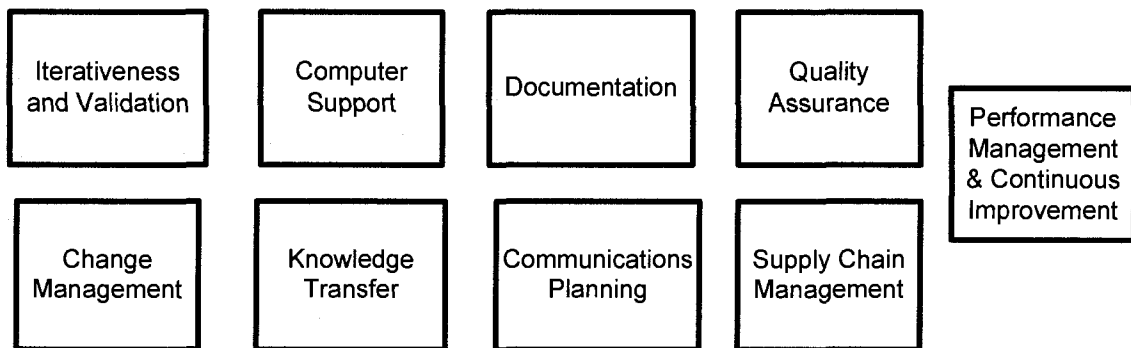 Iterativeness
and Validation
Computer
Support
Documentation
Quality
Assurance
Performance
Management
& Continuous
Improvement
Change
Management
Knowledge
Transfer
Communications
Planning
Supply Chain
Management